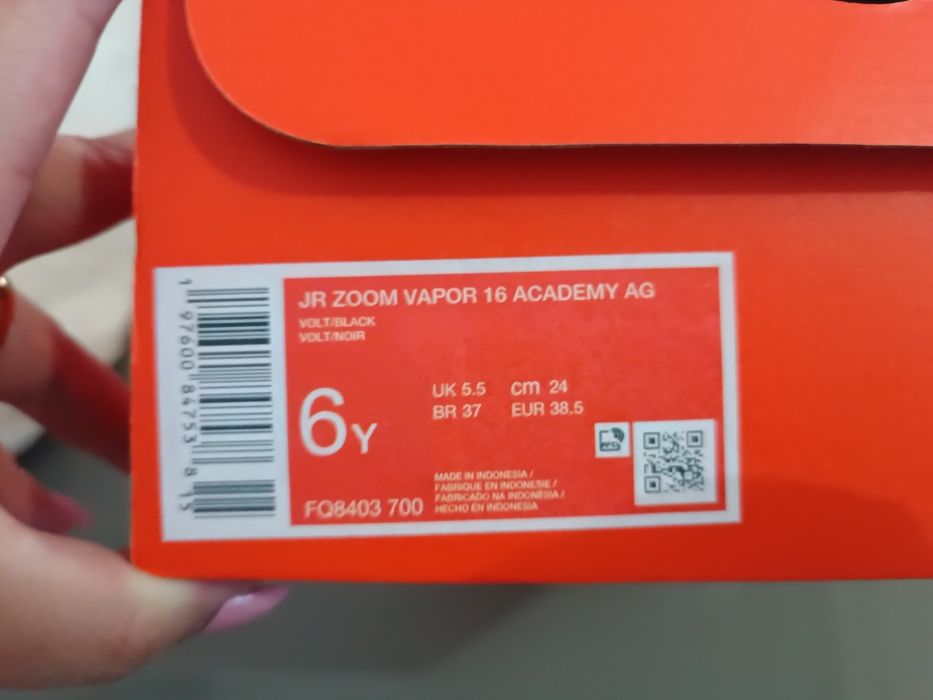 JR ZOOM VAPOR 16 ACADEMY AG
VOLT/BLACK
VOLT/NOIR
6Y
UK 5.5 cm 24
BR 37 EUR 38.5
MADE IN INDONESIA /
FABRIQUE EN INDONESIE /
FABRICADO NA INDONÉSIA /
HECHO EN INDONESIA
FQ8403 700
1 97600 84753 8 15